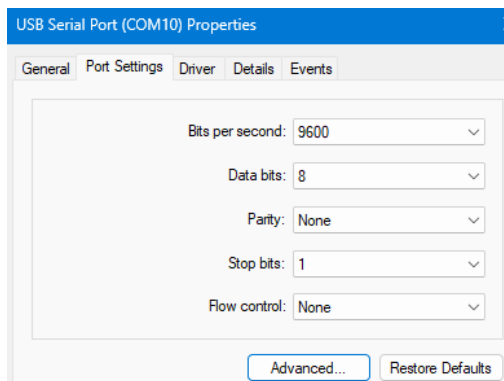 USB Serial Port (COM10) Properties
General Port Settings Driver Details Events
Bits per second: 9600
Data bits: 8
Parity: None
Stop bits: 1
Flow control: None
Advanced... Restore Defaults